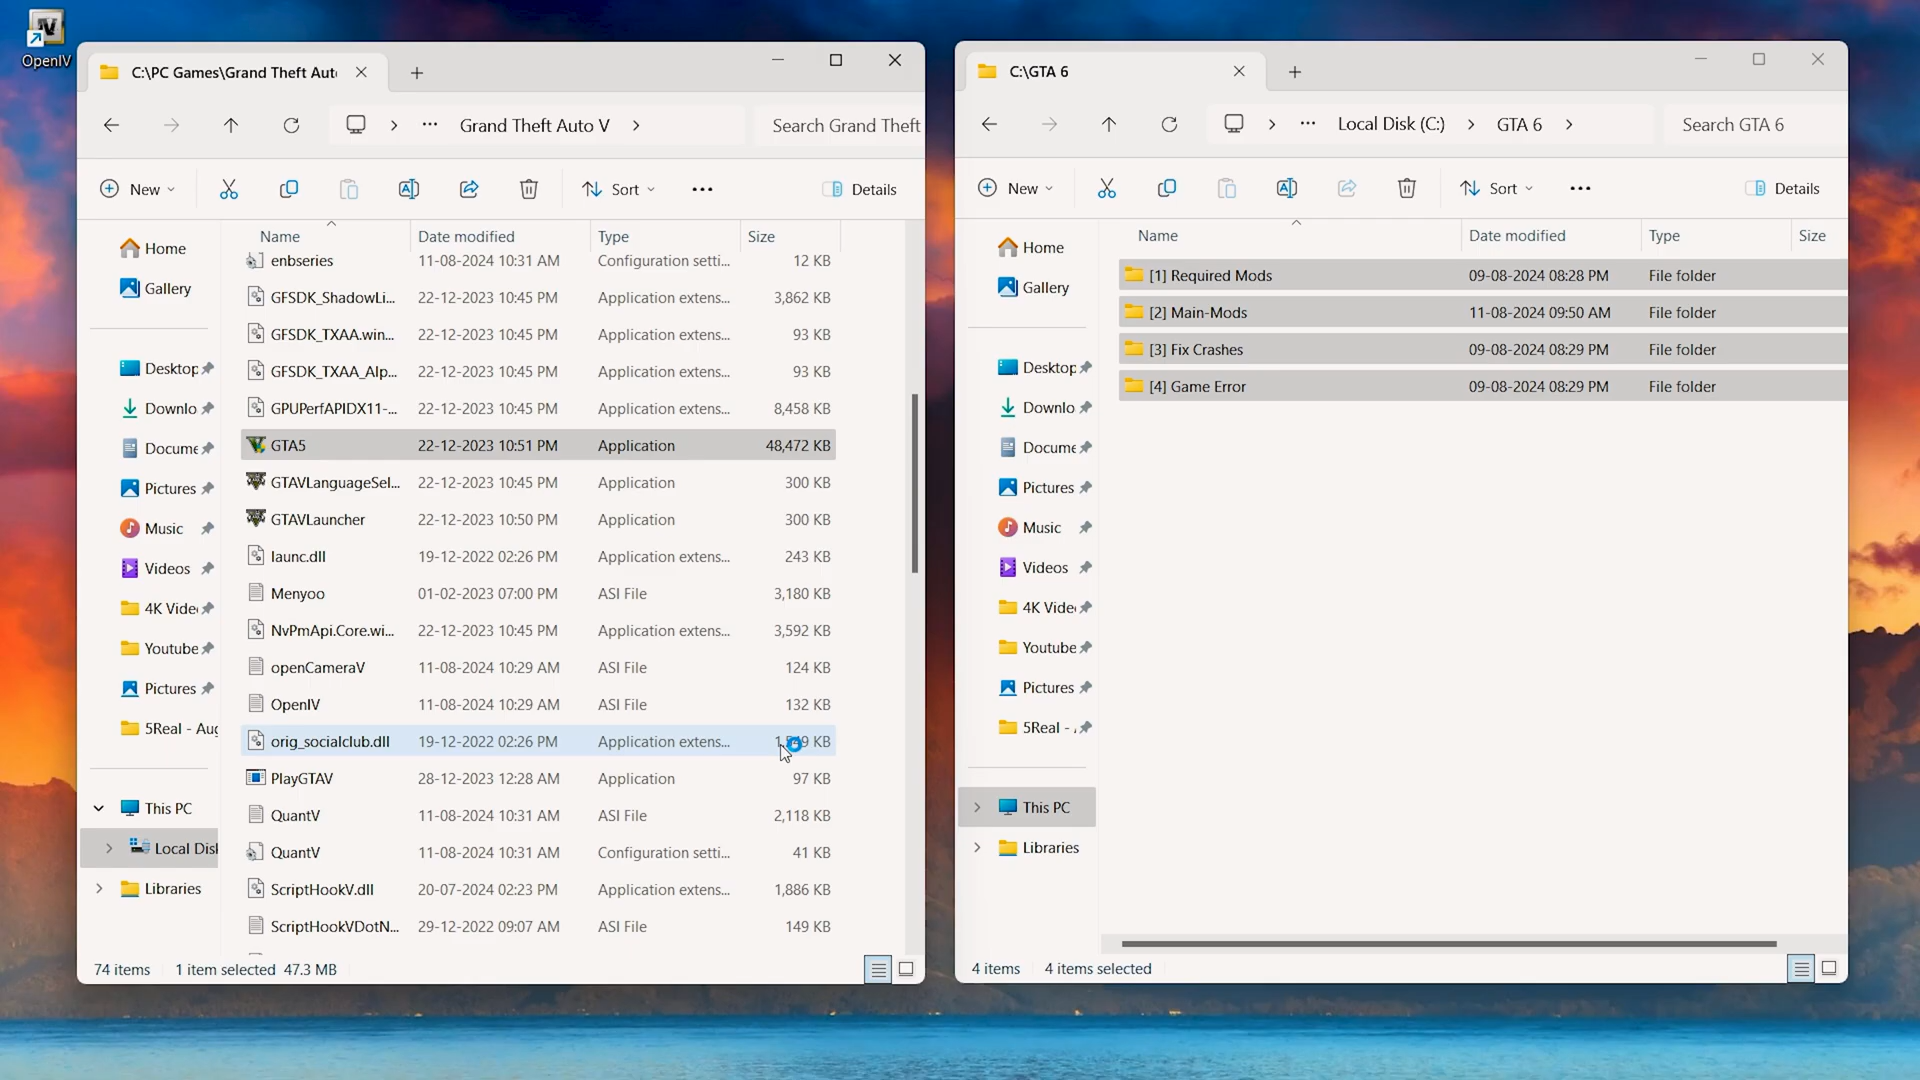 OpenIV
C:\PC Games\Grand Theft Aut
Grand Theft Auto V
Search Grand Theft
New
Sort
Details
Name Date modified Type Size
Home
Gallery
Desktop
Downlo
Docume
Pictures
Music
Videos
4K Vide
Youtube
Pictures
5Real - Aug
This PC
Local Disk
Libraries
enbseries 11-08-2024 10:31 AM Configuration setti... 12 KB
GFSDK_ShadowLi... 22-12-2023 10:45 PM Application extens... 3,862 KB
GFSDK_TXAA.win... 22-12-2023 10:45 PM Application extens... 93 KB
GFSDK_TXAA_Alp... 22-12-2023 10:45 PM Application extens... 93 KB
GPUPerfAPIDX11-... 22-12-2023 10:45 PM Application extens... 8,458 KB
GTA5 22-12-2023 10:51 PM Application 48,472 KB
GTAVLanguageSel... 22-12-2023 10:45 PM Application 300 KB
GTAVLauncher 22-12-2023 10:50 PM Application 300 KB
launc.dll 19-12-2022 02:26 PM Application extens... 243 KB
Menyoo 01-02-2023 07:00 PM ASI File 3,180 KB
NvPmApi.Core.wi... 22-12-2023 10:45 PM Application extens... 3,592 KB
openCameraV 11-08-2024 10:29 AM ASI File 124 KB
OpenIV 11-08-2024 10:29 AM ASI File 132 KB
orig_socialclub.dll 19-12-2022 02:26 PM Application extens... KB
PlayGTAV 28-12-2023 12:28 AM Application 97 KB
QuantV 11-08-2024 10:31 AM ASI File 2,118 KB
QuantV 11-08-2024 10:31 AM Configuration setti... 41 KB
ScriptHookV.dll 20-07-2024 02:23 PM Application extens... 1,886 KB
ScriptHookVDotN... 29-12-2022 09:07 AM ASI File 149 KB
74 items 1 item selected 47.3 MB
C:\GTA 6
Local Disk (C:) GTA 6
Search GTA 6
New
Sort
Details
Name Date modified Type Size
Home
Gallery
Desktop
Downlo
Docume
Pictures
Music
Videos
4K Vide
Youtube
Pictures
5Real - 
This PC
Libraries
[1] Required Mods 09-08-2024 08:28 PM File folder
[2] Main-Mods 11-08-2024 09:50 AM File folder
[3] Fix Crashes 09-08-2024 08:29 PM File folder
[4] Game Error 09-08-2024 08:29 PM File folder
4 items 4 items selected